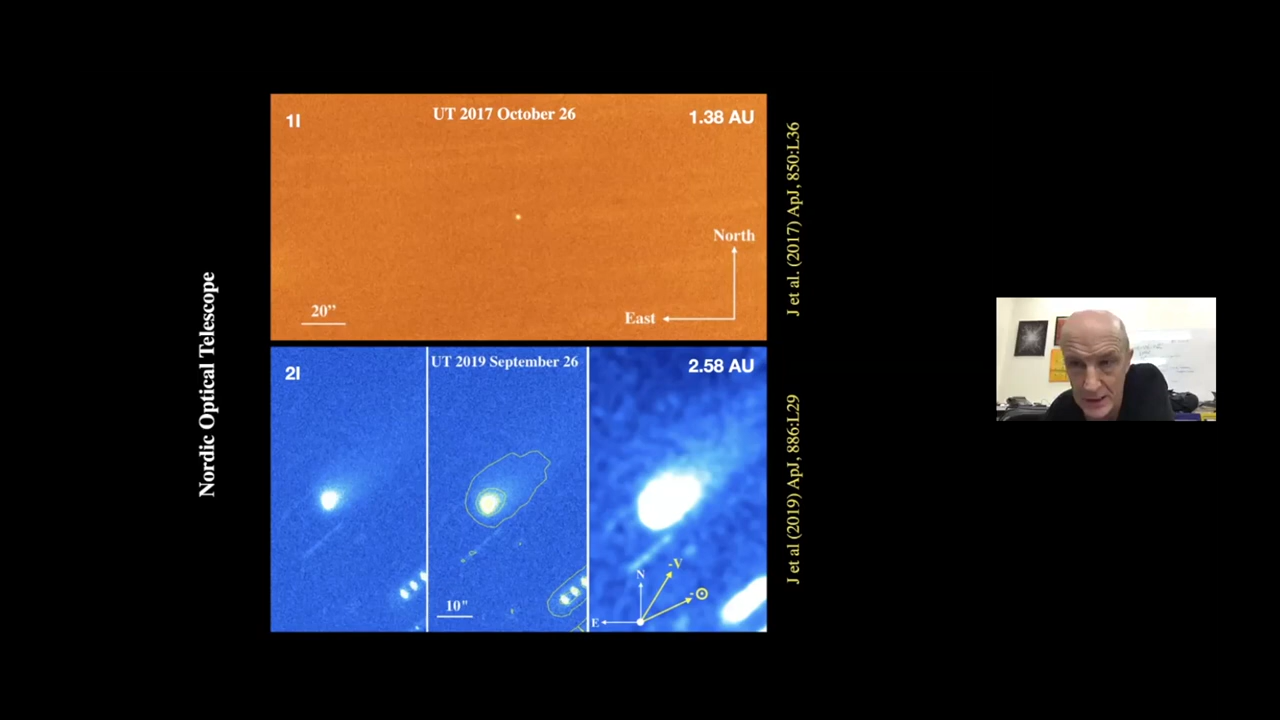 Nordic Optical Telescope
1I
UT 2017 October 26
1.38 AU
North
East
20’’
J et al. (2017) ApJ, 850:L36
2I
UT 2019 September 26
2.58 AU
10"
N
-V
-⊙
E
J et al (2019) ApJ, 886:L29